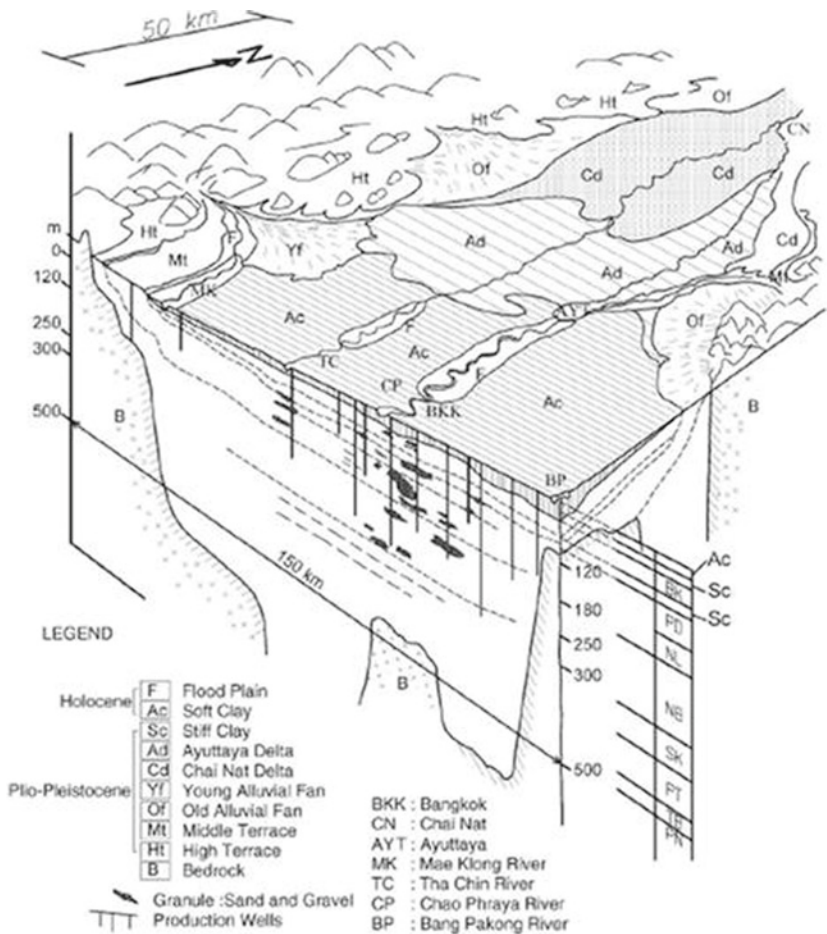 50 km
N
Ht
Ht
Of
CN
Ht
Of
Cd
Cd
Ht
F
Mt
Yf
Ad
Ad
Ad
Cd
Mt
MK
Ac
F
TC
Ac
CP
F
BKK
Ac
Of
B
BP
m
0
120
250
300
500
B
150 km
B
120
180
250
300
500
Ac
Sc
BK
Sc
PD
NL
NB
SK
PT
TB
PN
LEGEND
Holocene
F Flood Plain
Ac Soft Clay
Plio-Pleistocene
Sc Stiff Clay
Ad Ayuttaya Delta
Cd Chai Nat Delta
Yf Young Alluvial Fan
Of Old Alluvial Fan
Mt Middle Terrace
Ht High Terrace
B Bedrock
Granule :Sand and Gravel
Production Wells
BKK : Bangkok
CN : Chai Nat
AYT : Ayuttaya
MK : Mae Klong River
TC : Tha Chin River
CP : Chao Phraya River
BP : Bang Pakong River